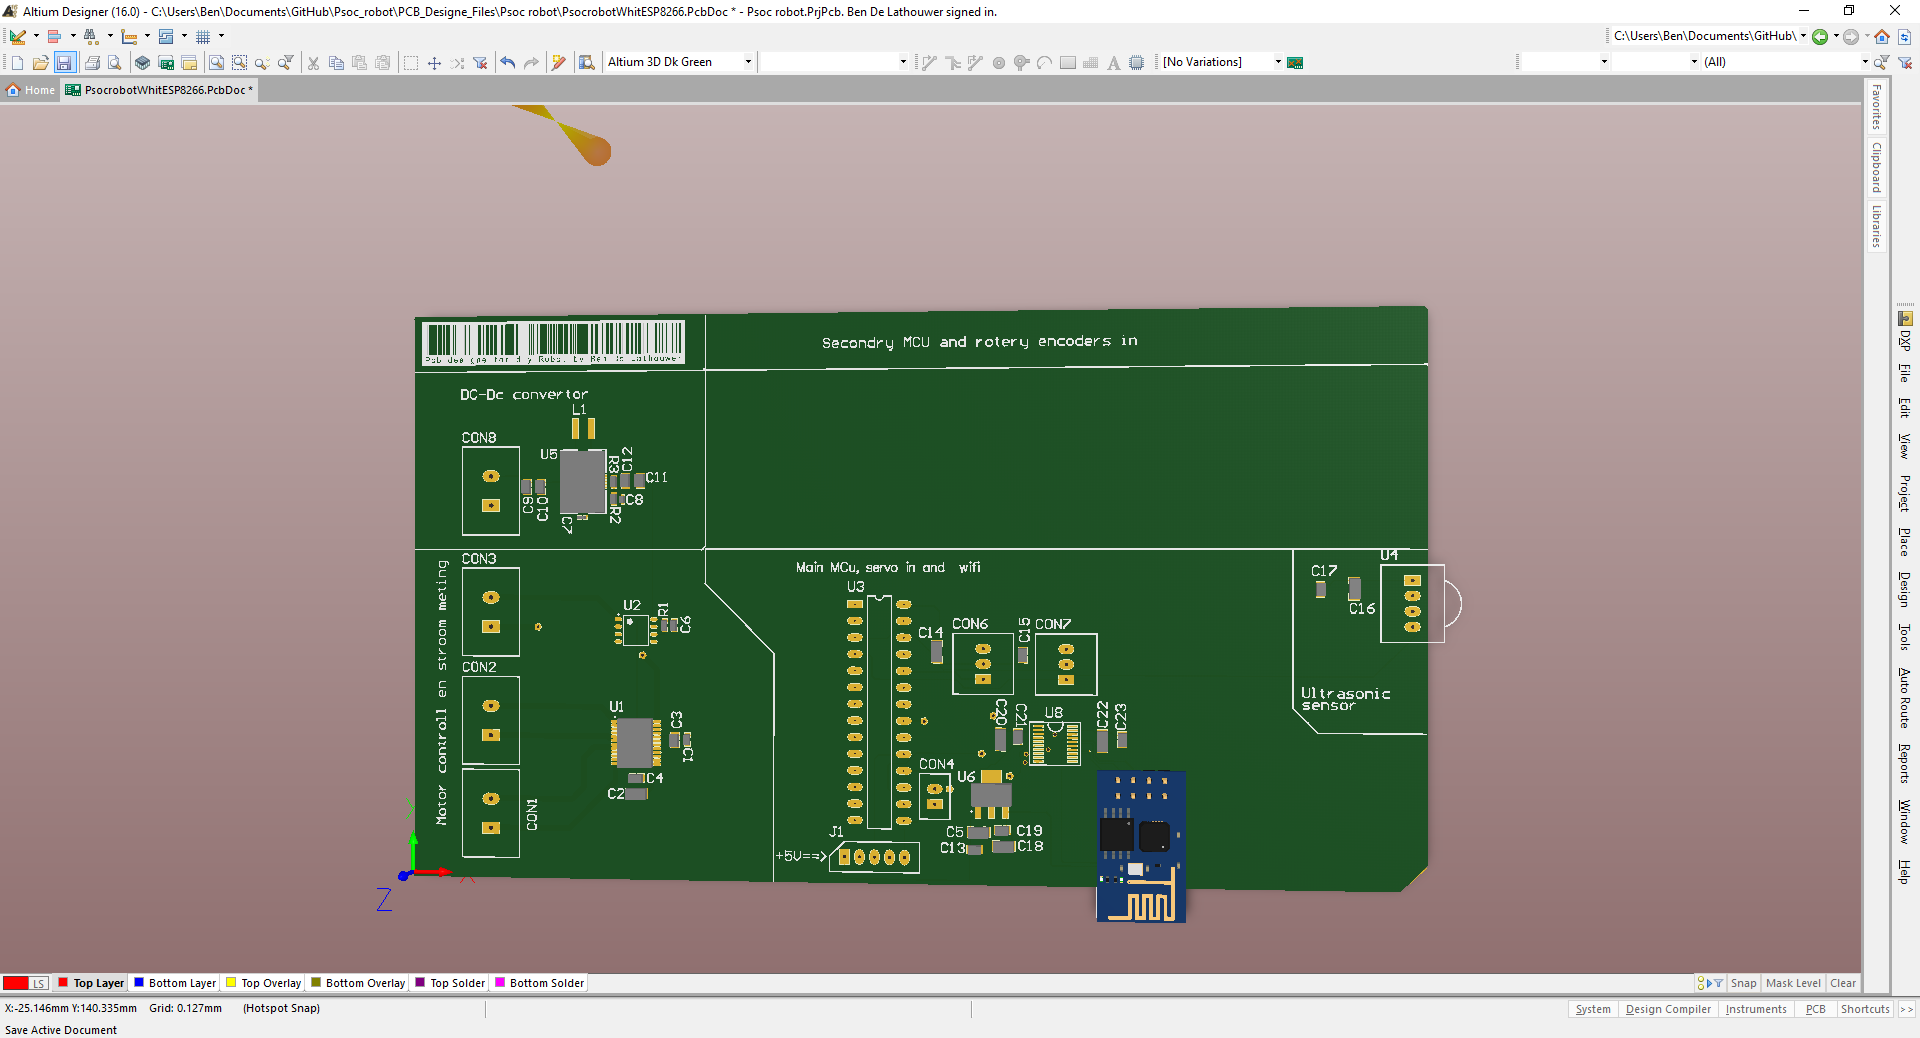 Altium Designer (16.0) - C:\Users\Ben\Documents\GitHub\Psoc_robot\PCB_Designe_Files\Psoc robot\PsocrobotWhitESP8266.PcbDoc * - Psoc robot.PrjPcb. Ben De Lathouwer signed in.
C:\Users\Ben\Documents\GitHub\
Altium 3D Dk Green
[No Variations]
(All)
Home
PsocrobotWhitESP8266.PcbDoc *
Favorites
Clipboard
Libraries
DXP
File
Edit
View
Project
Place
Design
Tools
Auto Route
Reports
Window
Help
Secondry MCU and rotery encoders in
DC-Dc convertor
L1
CON8
U5
R3
C12
C11
C9
C10
C8
R2
C7
CON3
Motor controll en stroom meting
U2
R1
C6
CON2
U1
C3
C1
C4
C2
CON1
Main MCu, servo in and wifi
U3
C14
CON6
C15
CON7
C20
C21
U8
C22
C23
CON4
U6
C5
C19
C13
C18
J1
+5V==>
C17
C16
U4
Ultrasonic
sensor
X
Z
LS
Top Layer
Bottom Layer
Top Overlay
Bottom Overlay
Top Solder
Bottom Solder
Snap
Mask Level
Clear
X:-25.146mm Y:140.335mm
Grid: 0.127mm
(Hotspot Snap)
System
Design Compiler
Instruments
PCB
Shortcuts
>>
Save Active Document